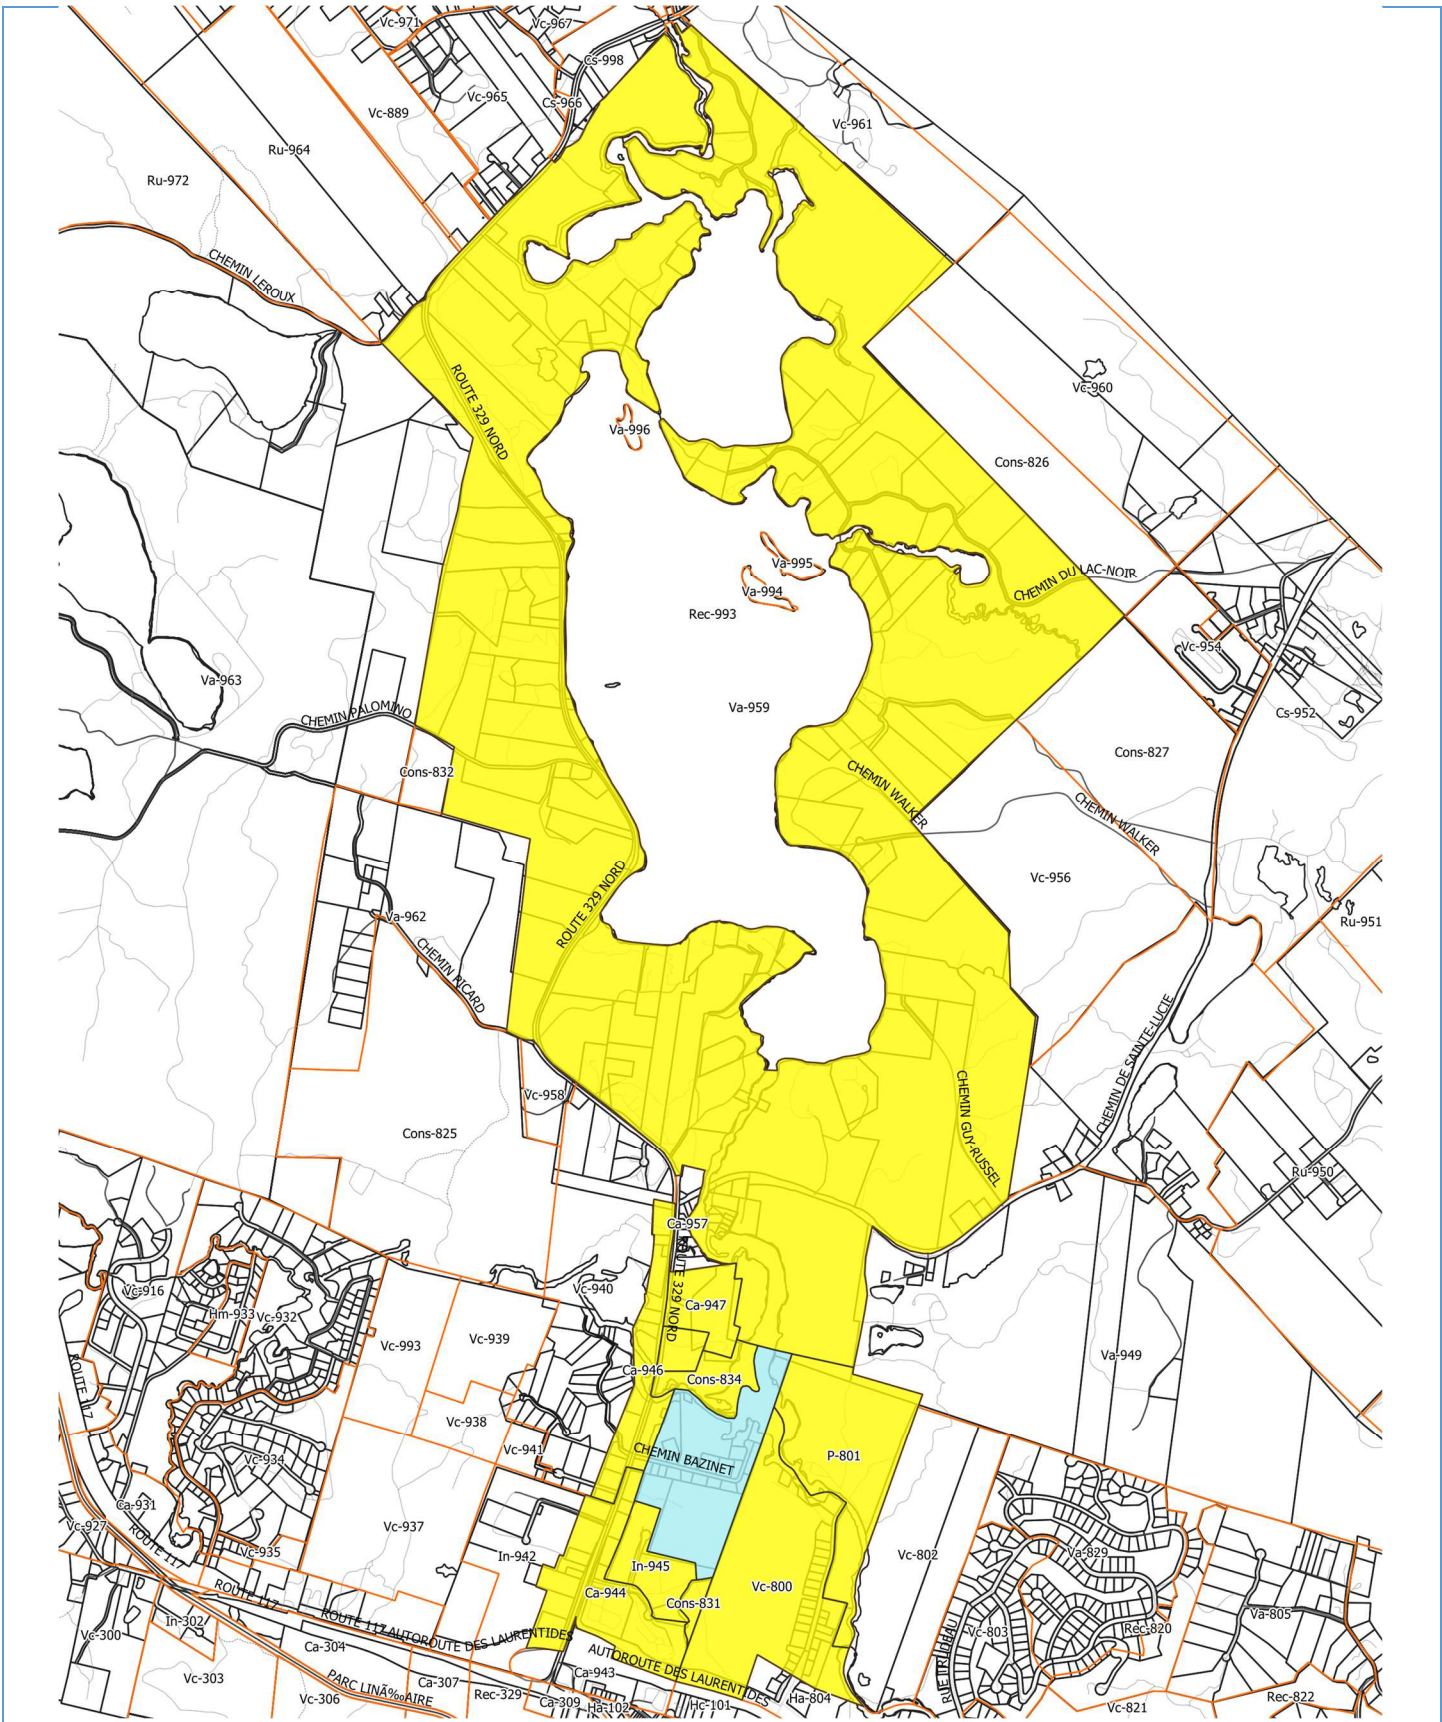 Vc-971
Vc-967
Cs-998
Vc-965
Cs-966
Vc-889
Vc-961
Ru-964
Ru-972
CHEMIN LEROUX
ROUTE 329 NORD
Vc-960
Va-996
Cons-826
Va-995
CHEMIN DU LAC-NOIR
Va-994
Rec-993
Vc-954
Va-963
Va-959
CHEMIN PALOMINO
Cs-952
Cons-827
Cons-832
CHEMIN WALKER
CHEMIN WALKER
Vc-956
ROUTE 329 NORD
Va-962
Ru-951
CHEMIN RICARD
CHEMIN DE SAINTE-LUCIE
Vc-958
CHEMIN GUY-RUSSEL
Cons-825
Ru-950
Ca-957
ROUTE 329 NORD
Vc-916
Vc-940
Hm-933
Vc-932
Ca-947
Vc-939
Vc-993
Va-949
ROUTE 117
Ca-946
Cons-834
Vc-938
Vc-941
CHEMIN BAZINET
P-801
Vc-934
Ca-931
Vc-927
ROUTE 117
Vc-937
Vc-935
In-942
Vc-802
Va-829
In-945
Vc-800
ROUTE 117
Ca-944
Cons-831
Va-805
In-302
ROUTE 117
AUTOROUTE DES LAURENTIDES
Vc-300
Ca-304
Vc-803
Rec-820
AUTOROUTE DES LAURENTIDES
RUE TRUDEAU
Vc-303
PARC LINÃ‰AIRE
Ca-307
Ca-943
Vc-306
Rec-329
Ca-309
Ha-102
Hc-101
Ha-804
Vc-821
Rec-822